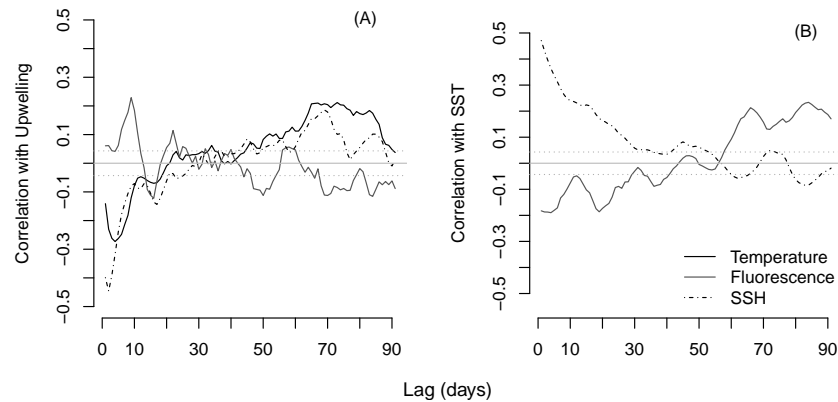 (A)
Correlation with Upwelling
0.5
0.3
0.1
−0.1
−0.3
−0.5
0 10 30 50 70 90
(B)
Correlation with SST
0.5
0.3
0.1
−0.1
−0.3
−0.5
0 10 30 50 70 90
Temperature
Fluorescence
SSH
Lag (days)